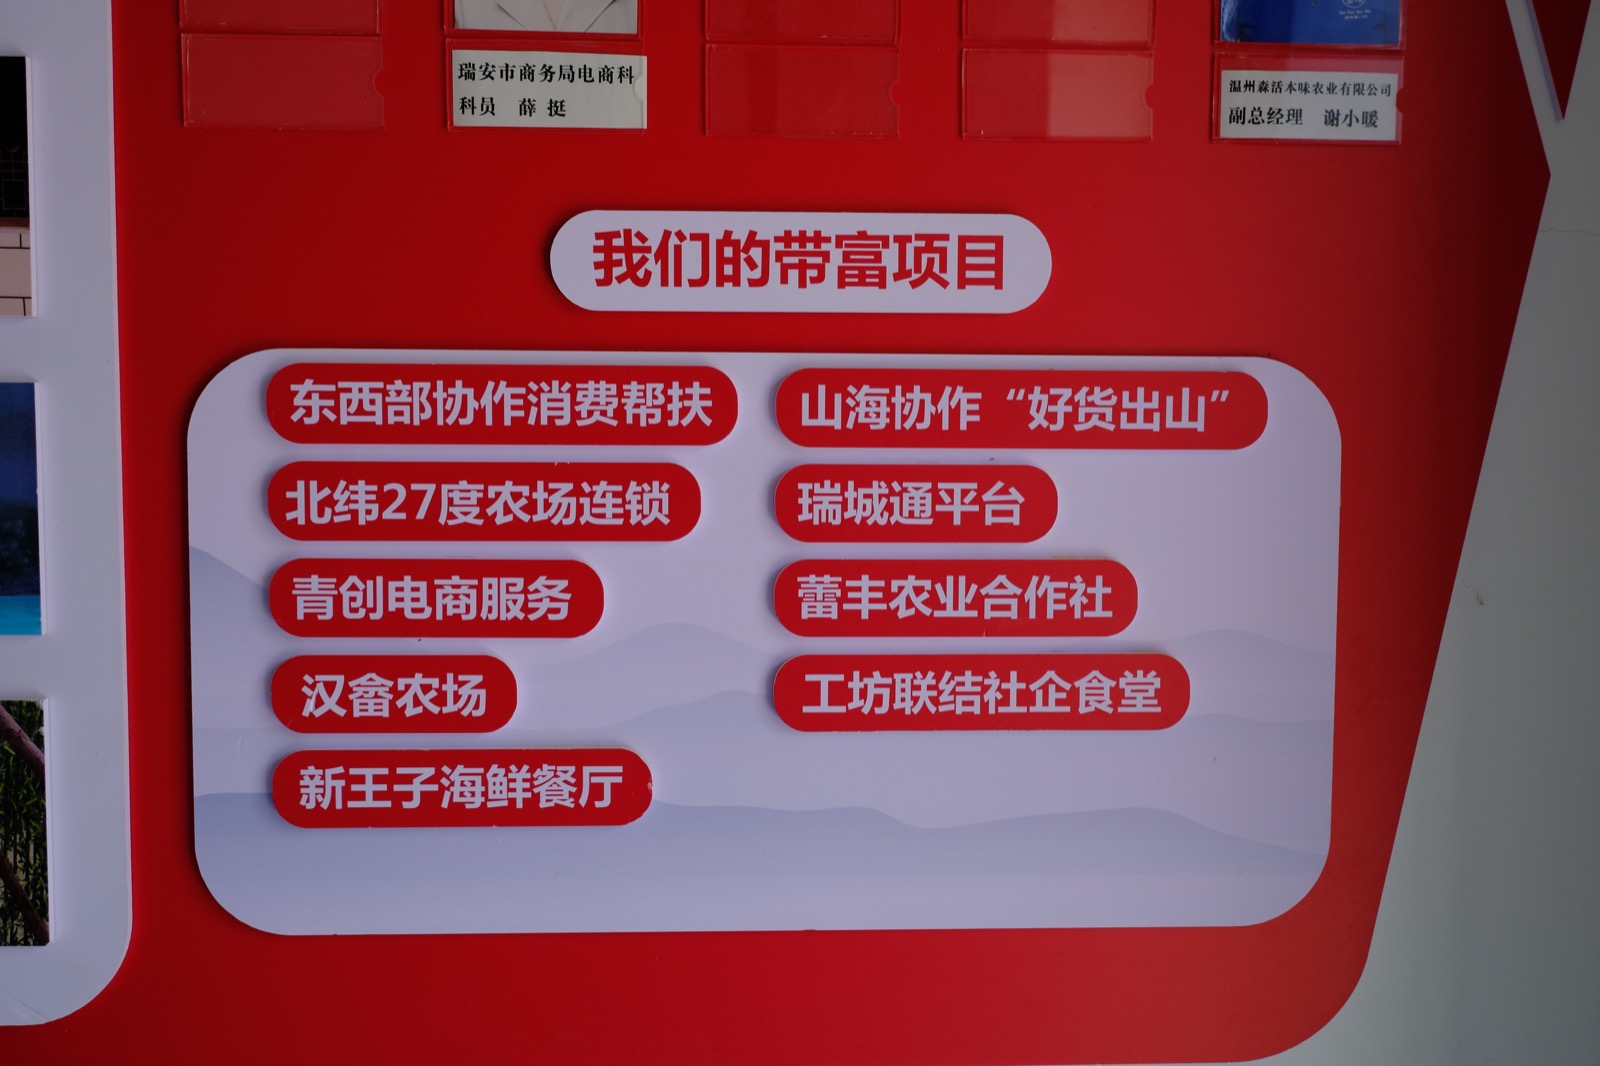 瑞安市商务局电商科
科员 薛 挺
温州森活本味农业有限公司
副总经理 谢小暖
我们的带富项目
东西部协作消费帮扶
山海协作“好货出山”
北纬27度农场连锁
瑞城通平台
青创电商服务
蕾丰农业合作社
汉畲农场
工坊联结社企食堂
新王子海鲜餐厅